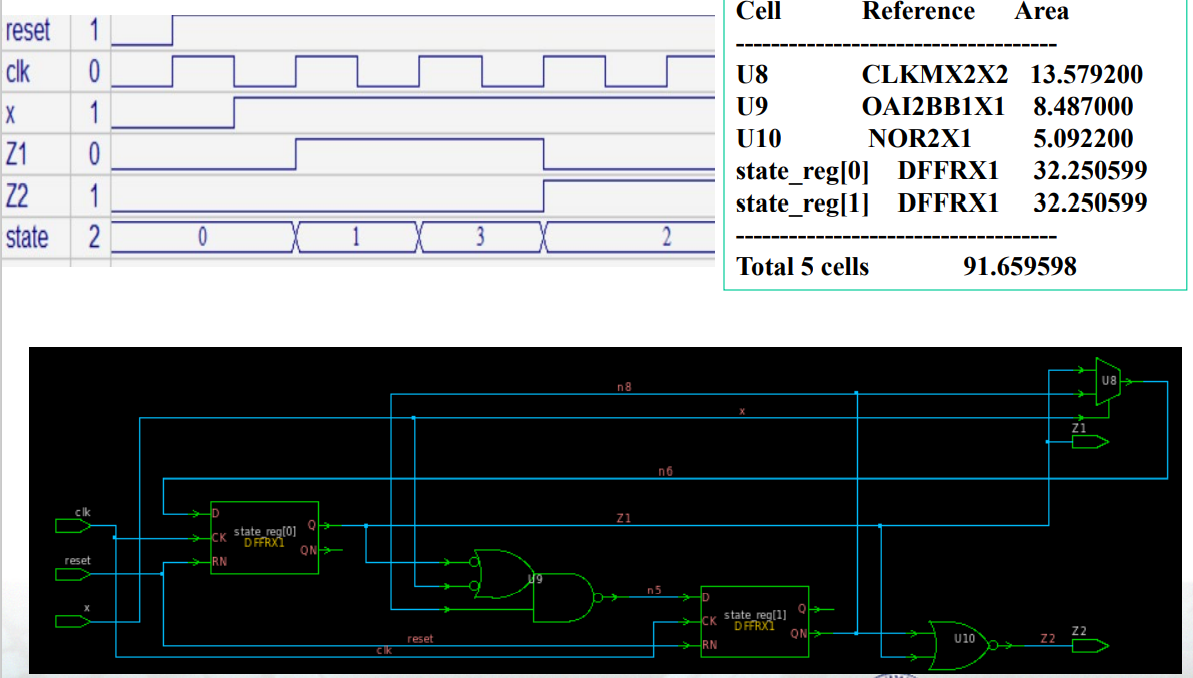 reset 1
clk 0
x 1
Z1 0
Z2 1
state 2 0 1 3 2
Cell Reference Area
-----------------------------------
U8 CLKMX2X2 13.579200
U9 OAI2BB1X1 8.487000
U10 NOR2X1 5.092200
state_reg[0] DFFRX1 32.250599
state_reg[1] DFFRX1 32.250599
-----------------------------------
Total 5 cells 91.659598
U8
n8
x
Z1
n6
clk
D
state_reg[0]
DFFRX1
Q
Z1
CK
QN
reset
RN
U9
n5
x
D
state_reg[1]
DFFRX1
Q
CK
QN
RN
reset
clk
U10
Z2
Z2